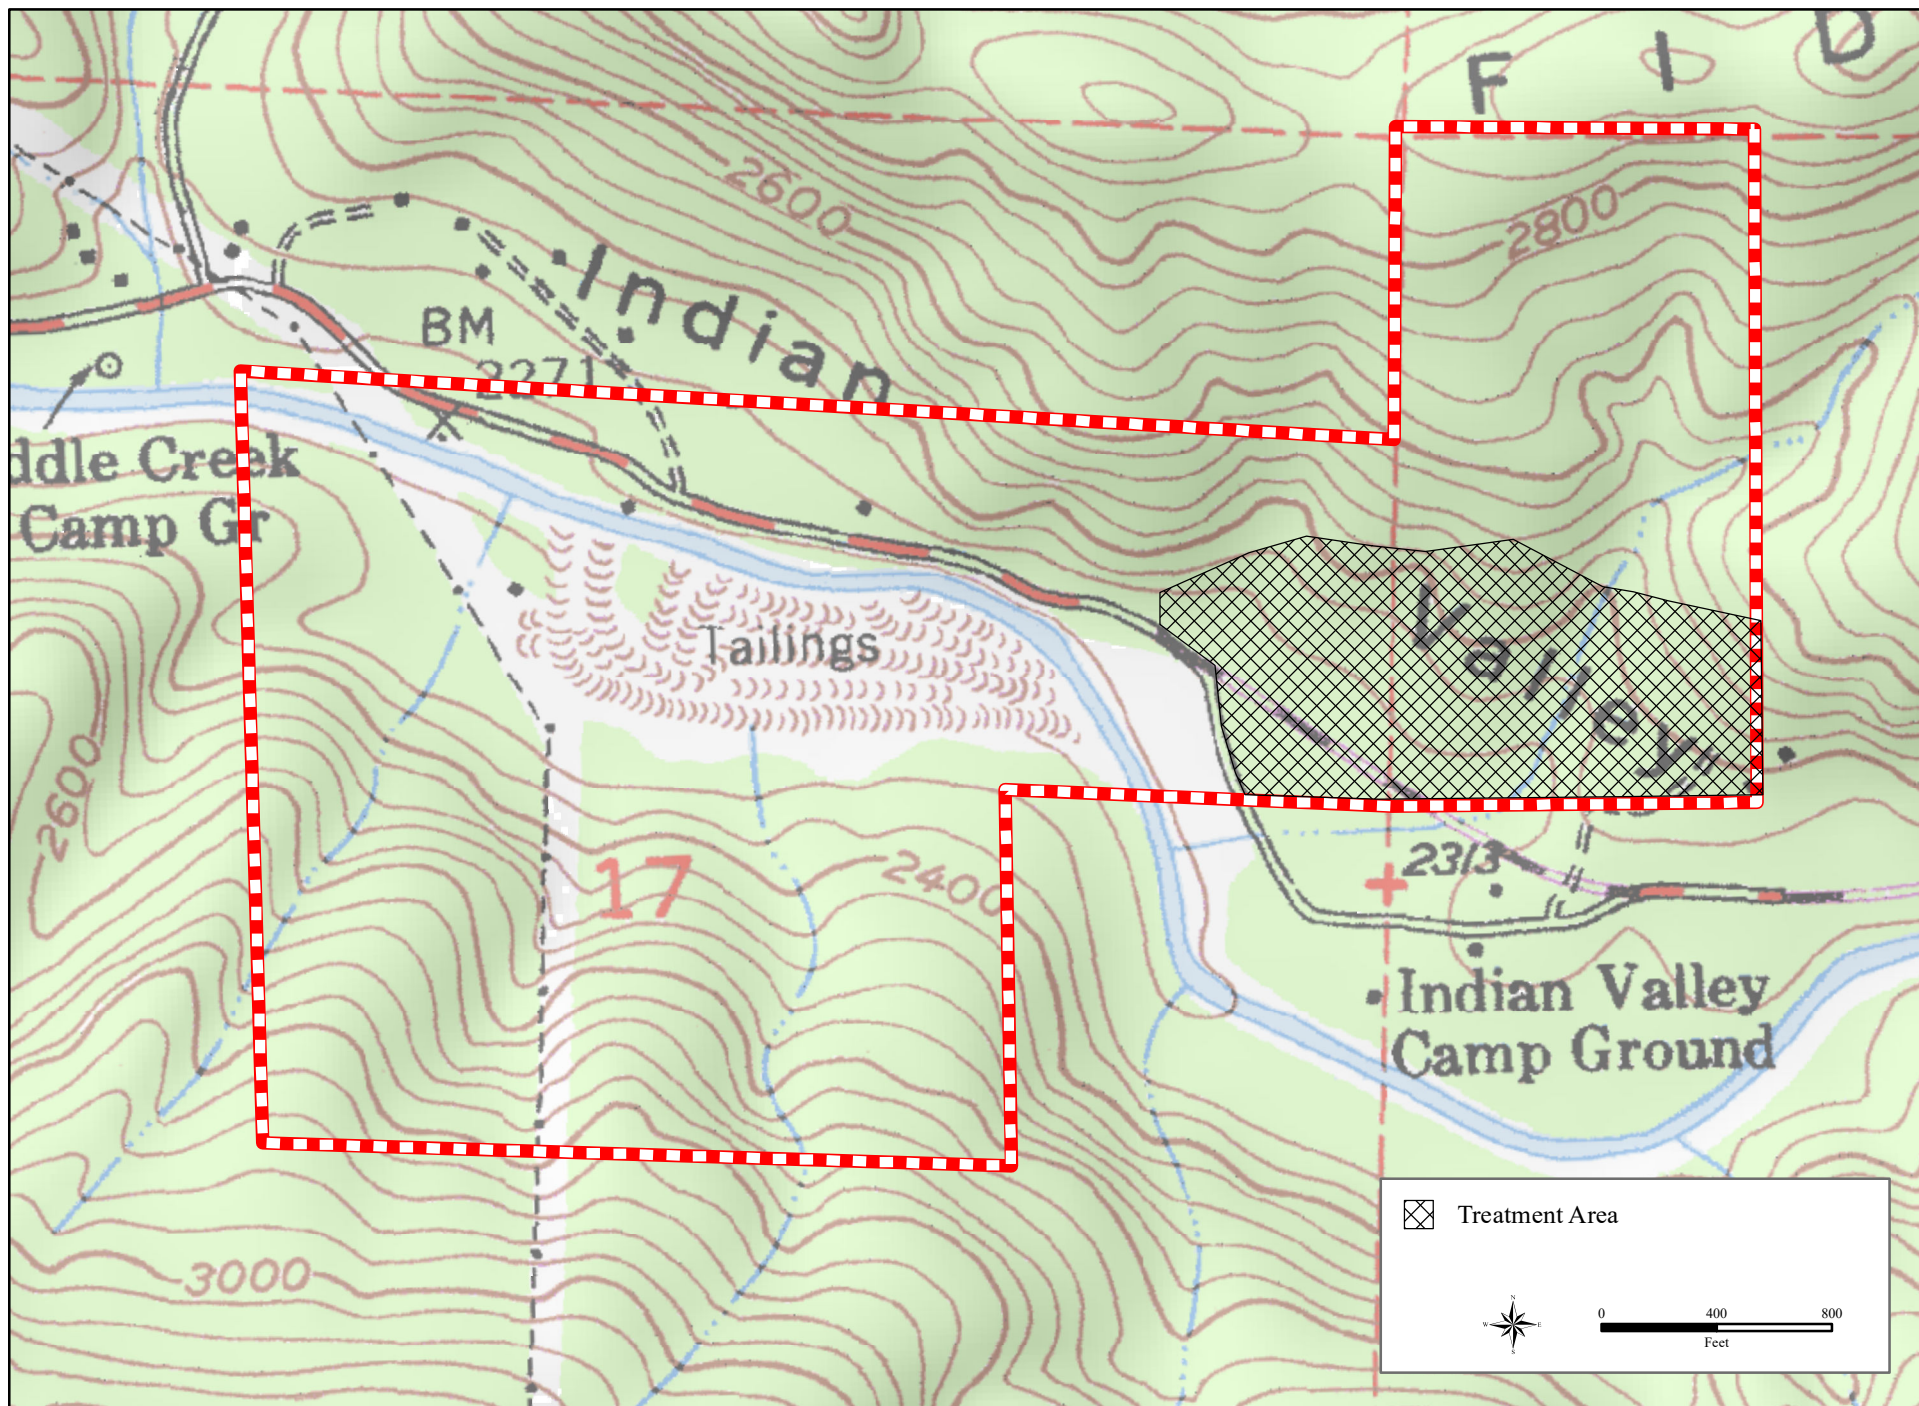 F I D
2600
2800
Indian
BM
2271
ddle Creek
Camp Gr
Valley
Tailings
2600
17
2400
2313
Indian Valley
Camp Ground
3000
Treatment Area
N
W E
S
0 400 800
Feet